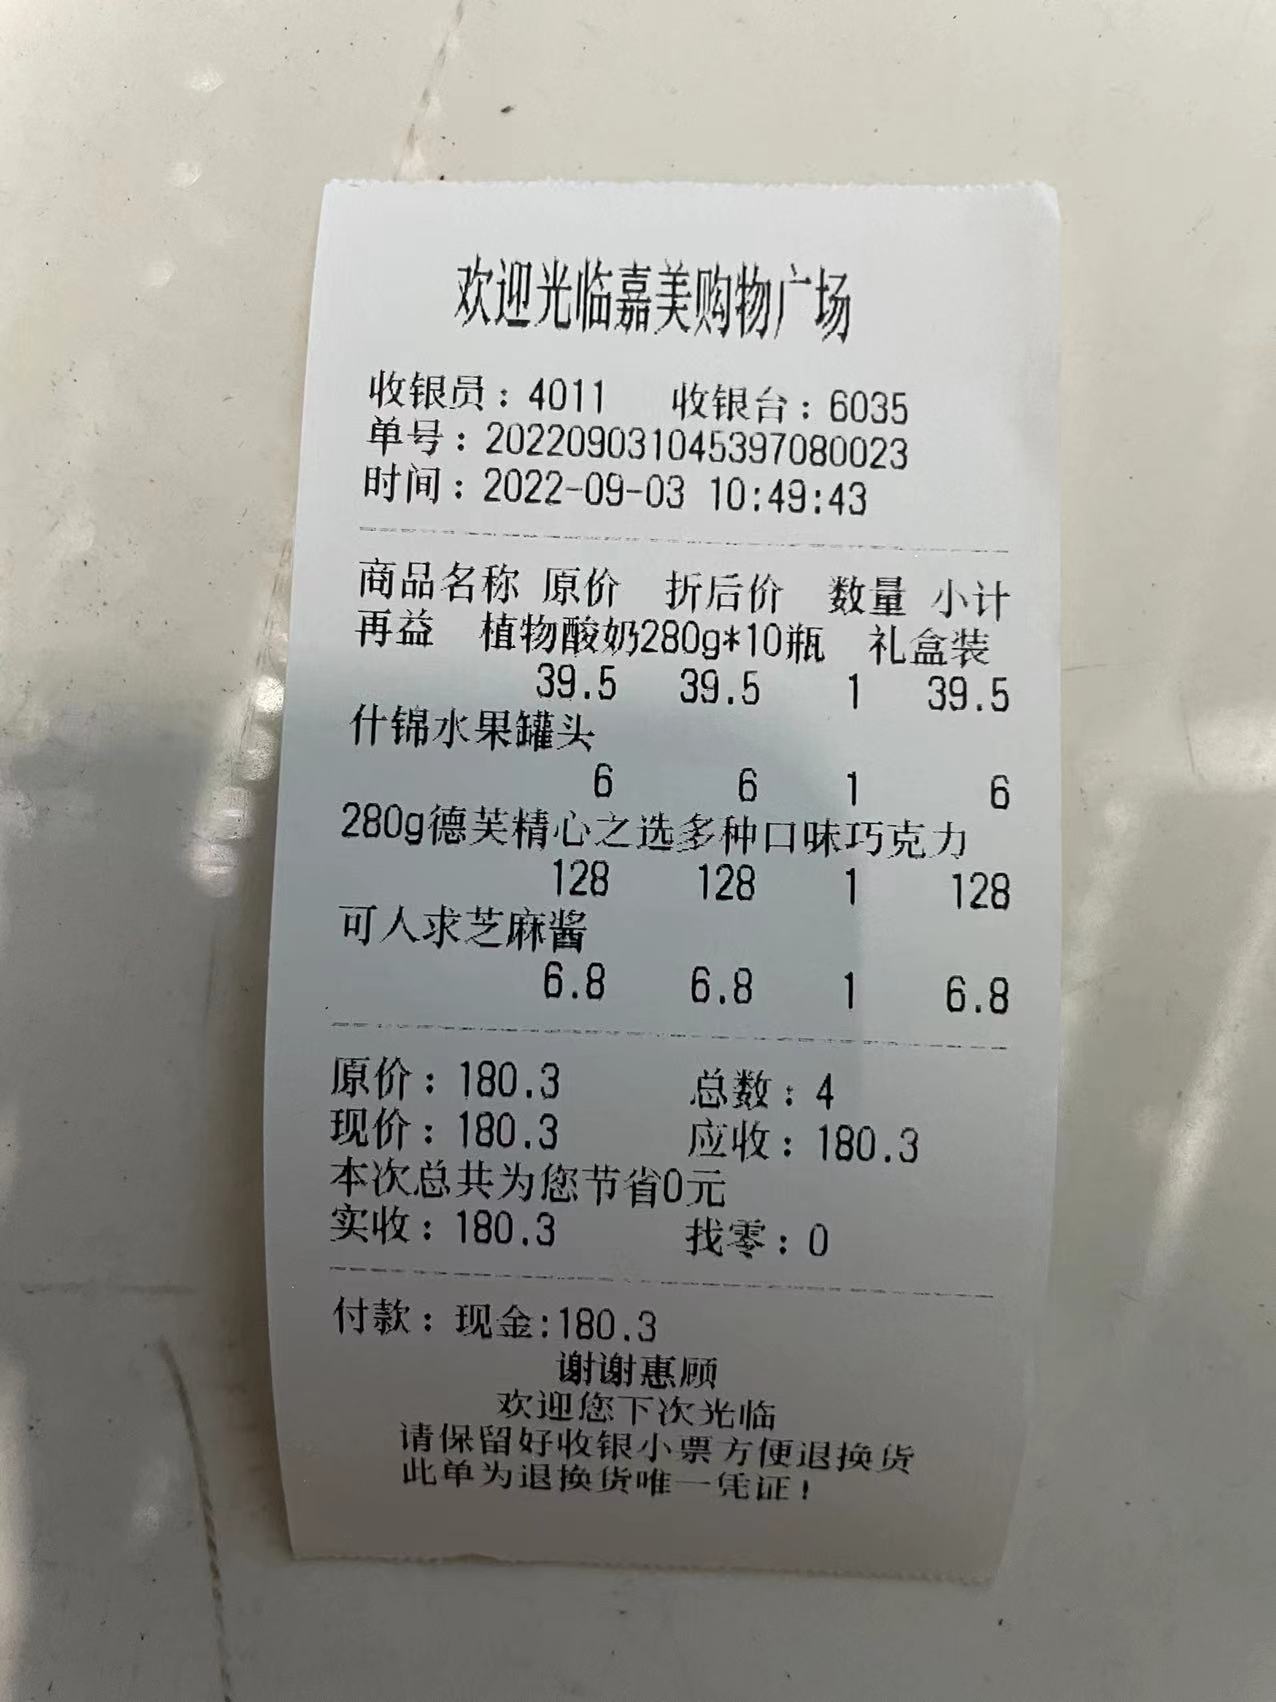 欢迎光临嘉美购物广场
收银员：4011 收银台：6035
单号：202209031045397080023
时间：2022-09-03 10:49:43
商品名称 原价 折后价 数量 小计
再益 植物酸奶280g*10瓶 礼盒装
39.5 39.5 1 39.5
什锦水果罐头
6 6 1 6
280g德芙精心之选多种口味巧克力
128 128 1 128
可人求芝麻酱
6.8 6.8 1 6.8
原价：180.3 总数：4
现价：180.3 应收：180.3
本次总共为您节省0元
实收：180.3 找零：0
付款：现金:180.3
谢谢惠顾
欢迎您下次光临
请保留好收银小票方便退换货
此单为退换货唯一凭证！